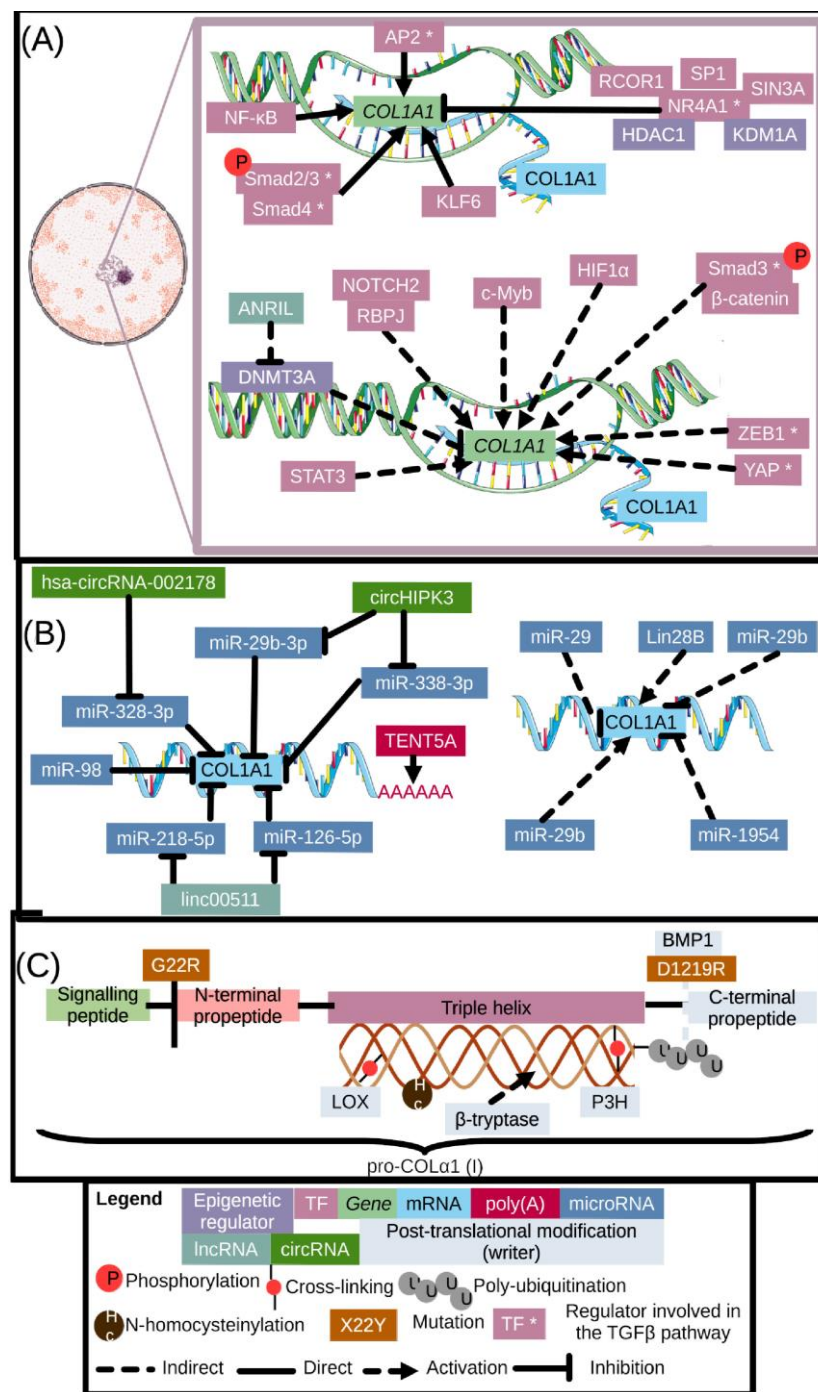 (A)
AP2 *
RCOR1
SP1
SIN3A
NF-κB
COL1A1
NR4A1 *
HDAC1
KDM1A
P
Smad2/3 *
Smad4 *
KLF6
COL1A1
NOTCH2
RBPJ
c-Myb
HIF1α
Smad3 *
P
β-catenin
ANRIL
DNMT3A
COL1A1
ZEB1 *
STAT3
YAP *
COL1A1
(B)
hsa-circRNA-002178
circHIPK3
miR-29b-3p
miR-338-3p
miR-328-3p
TENT5A
miR-98
COL1A1
AAAAAA
miR-218-5p
miR-126-5p
linc00511
miR-29
Lin28B
miR-29b
COL1A1
miR-29b
miR-1954
(C)
G22R
BMP1
D1219R
Signalling
peptide
N-terminal
propeptide
Triple helix
C-terminal
propeptide
U U U U
LOX
Hc
β-tryptase
P3H
pro-COLα1 (I)
Legend
Epigenetic
regulator
TF
Gene
mRNA
poly(A)
microRNA
lncRNA
circRNA
Post-translational modification
(writer)
P Phosphorylation
Cross-linking
U U U U Poly-ubiquitination
Hc N-homocysteinylation
X22Y
Mutation
TF *
Regulator involved in
the TGFβ pathway
Indirect
Direct
Activation
Inhibition